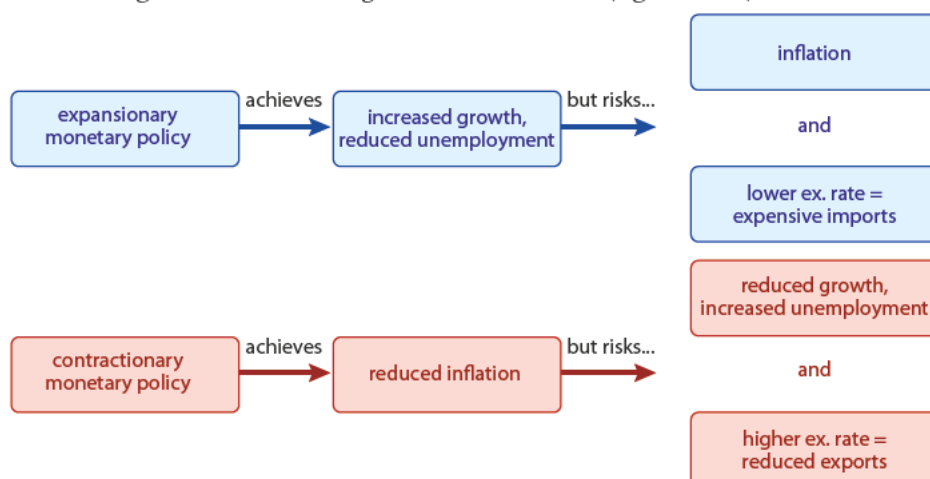 inflation
achieves
but risks...
expansionary
monetary policy
increased growth,
reduced unemployment
and
lower ex. rate =
expensive imports
reduced growth,
increased unemployment
achieves
but risks...
contractionary
monetary policy
reduced inflation
and
higher ex. rate =
reduced exports